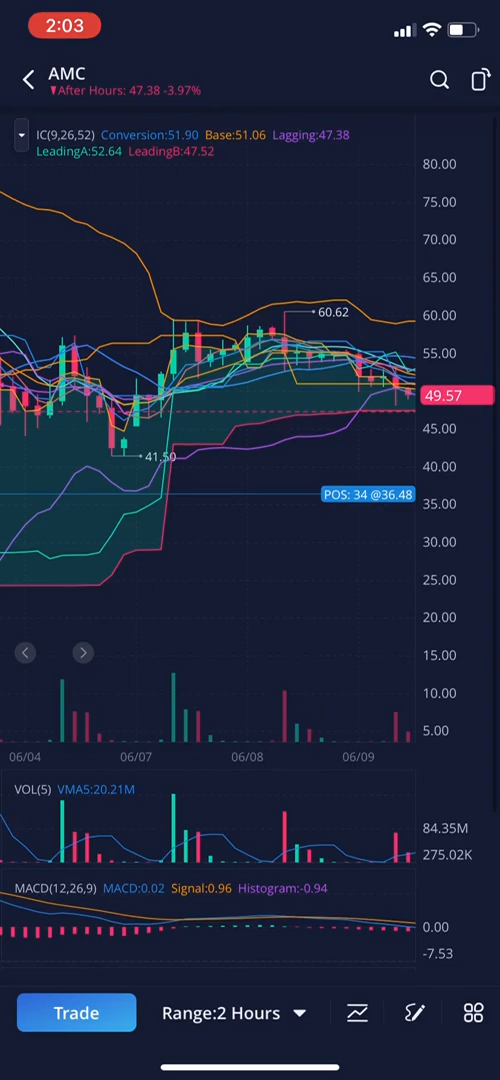 2:03
AMC
▼After Hours: 47.38 -3.97%
IC(9,26,52) Conversion:51.90 Base:51.06 Lagging:47.38
LeadingA:52.64 LeadingB:47.52
80.00
75.00
70.00
65.00
60.00
60.62
55.00
49.57
45.00
41.50
40.00
POS: 34 @36.48
35.00
30.00
25.00
20.00
15.00
10.00
5.00
06/04 06/07 06/08 06/09
VOL(5) VMA5:20.21M
84.35M
275.02K
MACD(12,26,9) MACD:0.02 Signal:0.96 Histogram:-0.94
0.00
-7.53
Trade Range:2 Hours